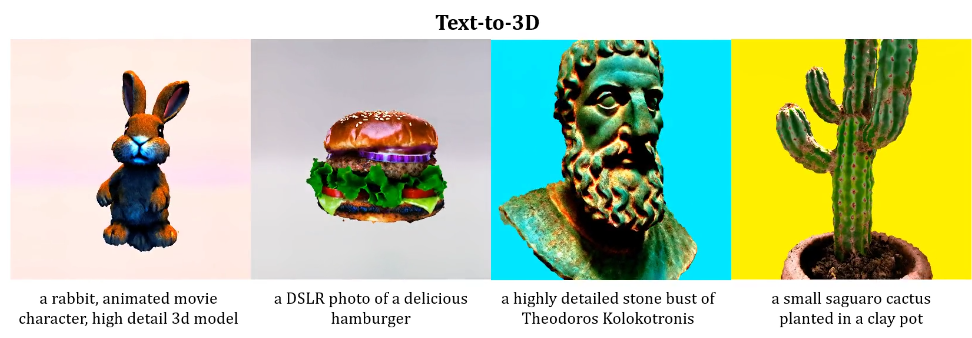 Text-to-3D
a rabbit, animated movie
character, high detail 3d model
a DSLR photo of a delicious
hamburger
a highly detailed stone bust of
Theodoros Kolokotronis
a small saguaro cactus
planted in a clay pot